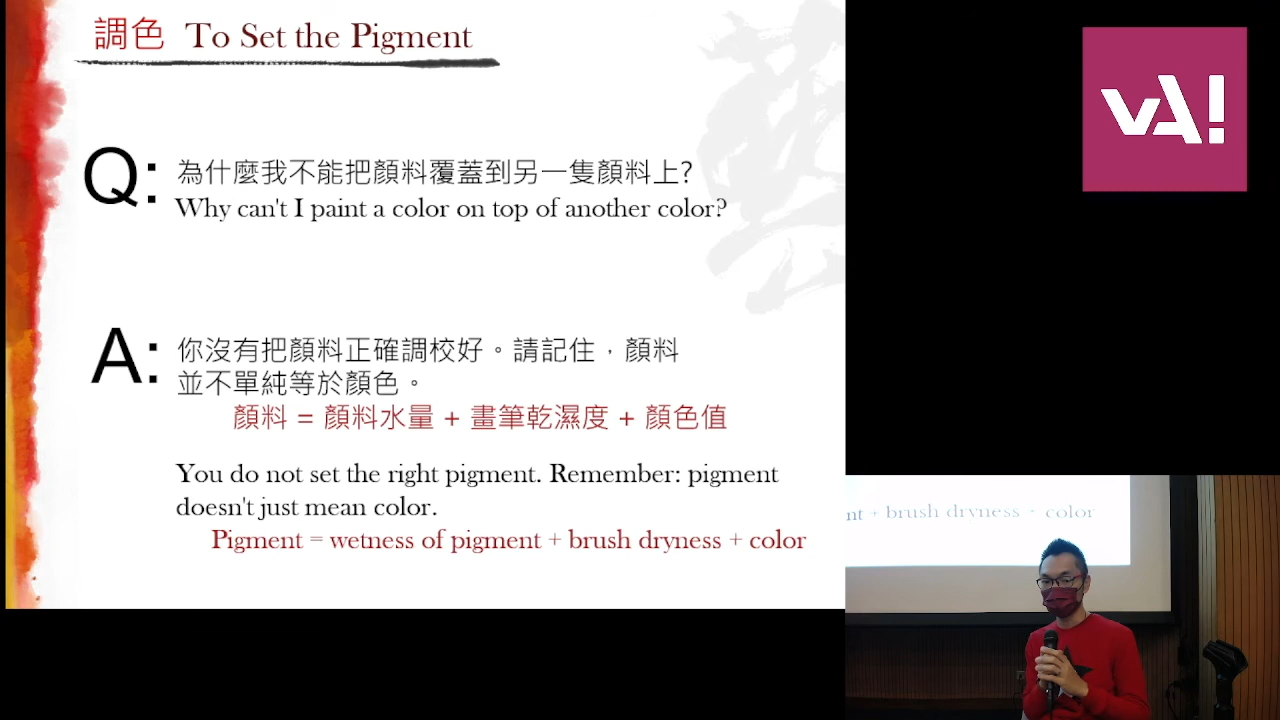 調色 To Set the Pigment
vA!
Q: 為什麼我不能把顏料覆蓋到另一隻顏料上?
Why can't I paint a color on top of another color?
A: 你沒有把顏料正確調校好。請記住，顏料
並不單純等於顏色。
顏料 = 顏料水量 + 畫筆乾濕度 + 顏色值
You do not set the right pigment. Remember: pigment
doesn't just mean color.
Pigment = wetness of pigment + brush dryness + color
nt + brush dryness + color